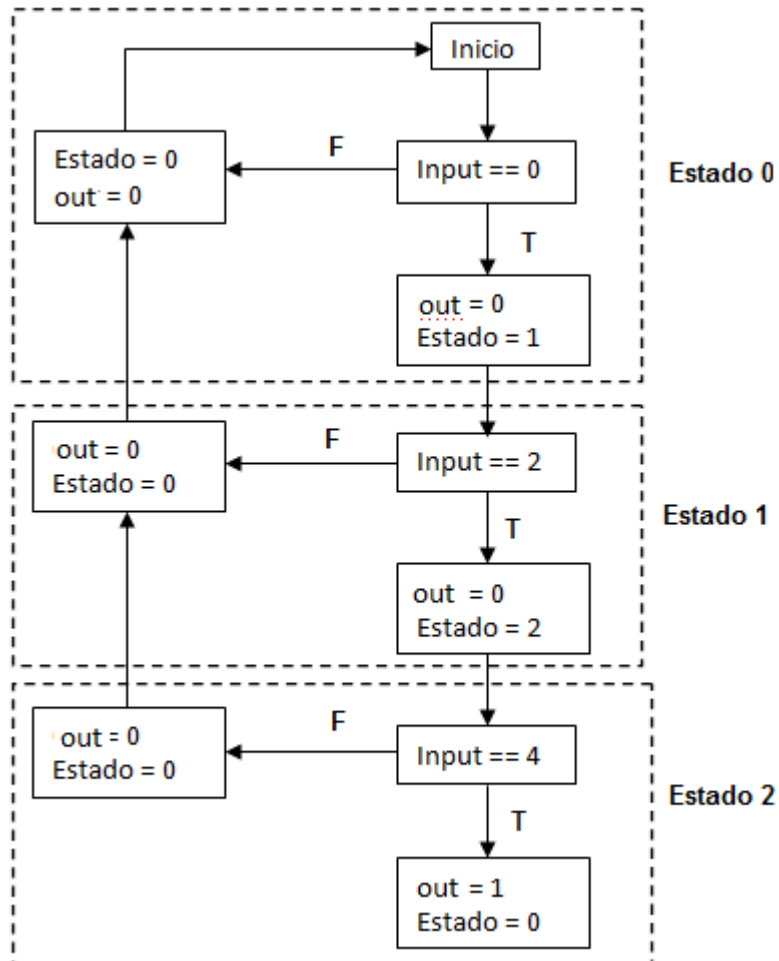 Inicio
Estado = 0
out = 0
F
Input == 0
Estado 0
T
out = 0
Estado = 1
out = 0
Estado = 0
F
Input == 2
Estado 1
T
out = 0
Estado = 2
out = 0
Estado = 0
F
Input == 4
Estado 2
T
out = 1
Estado = 0